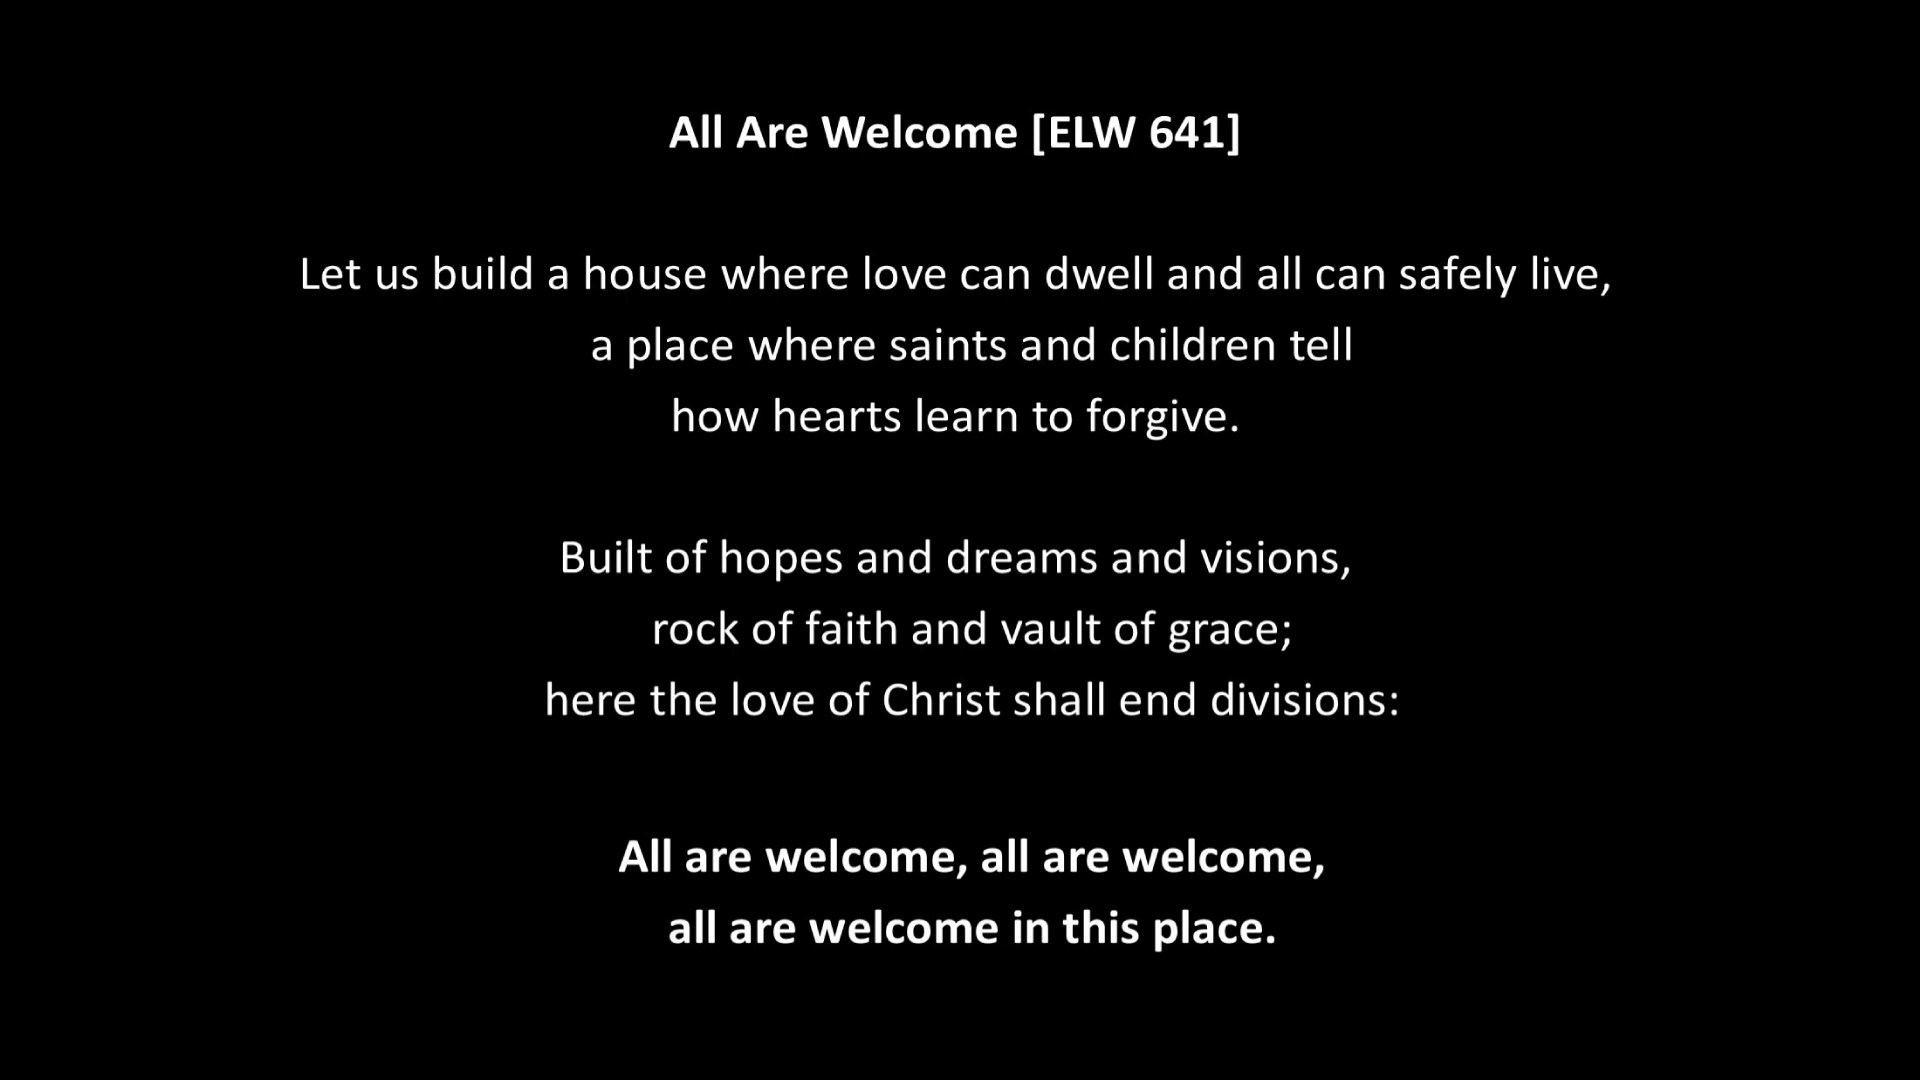 All Are Welcome [ELW 641]
Let us build a house where love can dwell and all can safely live,
a place where saints and children tell
how hearts learn to forgive.
Built of hopes and dreams and visions,
rock of faith and vault of grace;
here the love of Christ shall end divisions:
All are welcome, all are welcome,
all are welcome in this place.